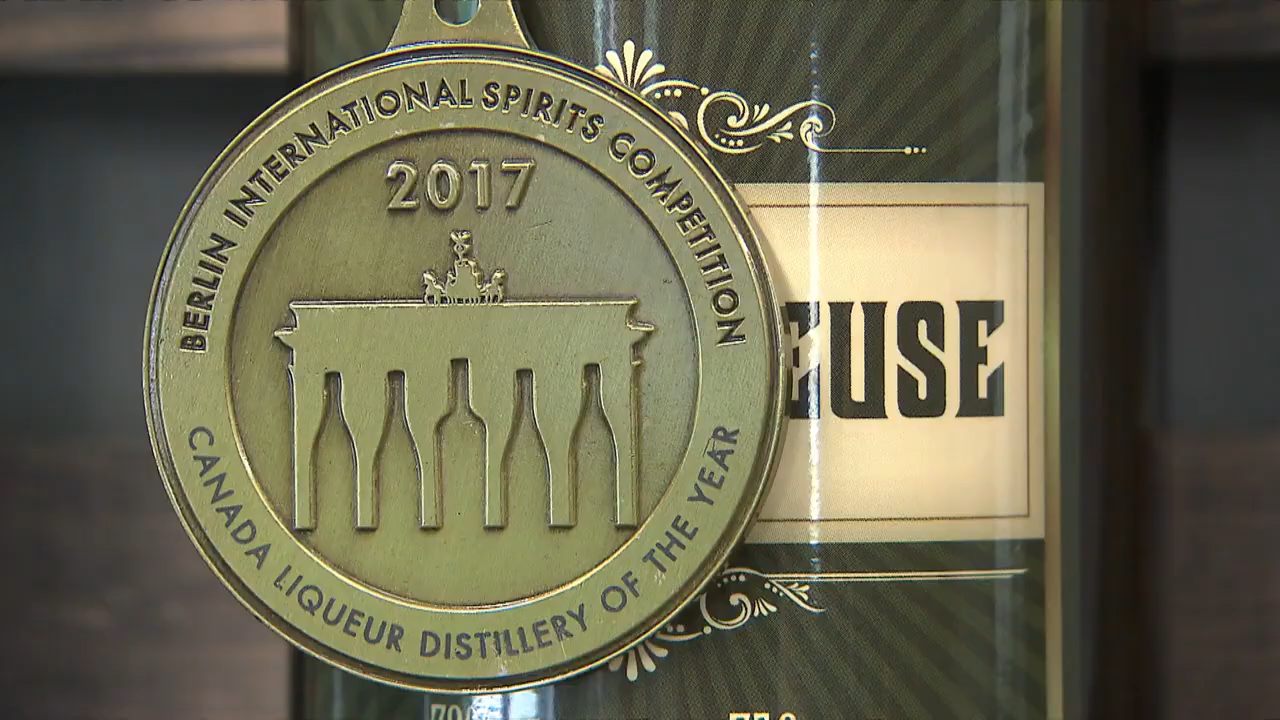 BERLIN INTERNATIONAL SPIRITS COMPETITION
2017
CANADA LIQUEUR DISTILLERY OF THE YEAR
EUSE